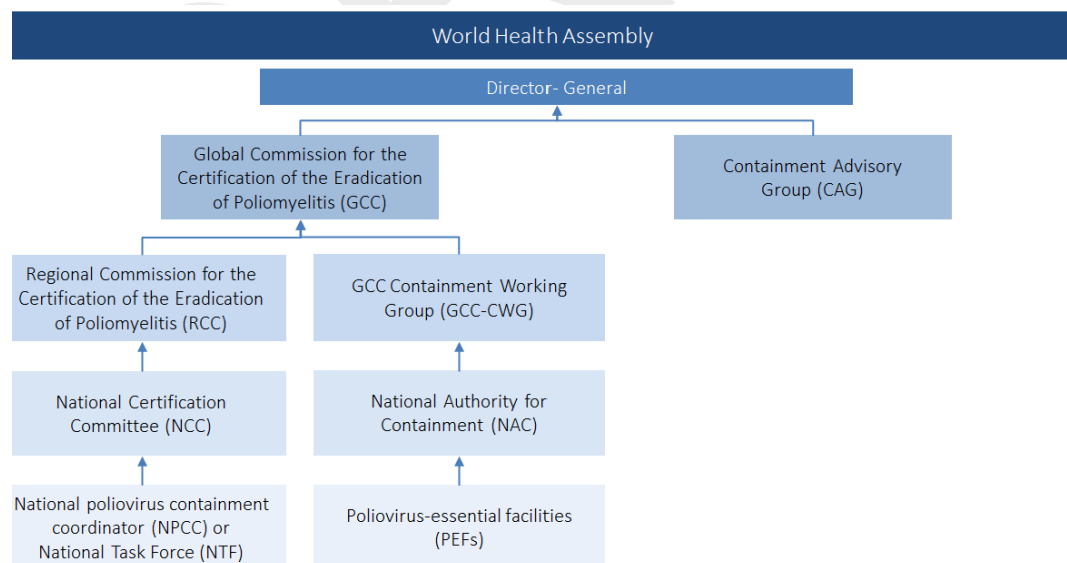 World Health Assembly
Director- General
Global Commission for the
Certification of the Eradication
of Poliomyelitis (GCC)
Containment Advisory
Group (CAG)
Regional Commission for the
Certification of the Eradication
of Poliomyelitis (RCC)
GCC Containment Working
Group (GCC-CWG)
National Certification
Committee (NCC)
National Authority for
Containment (NAC)
National poliovirus containment
coordinator (NPCC) or
National Task Force (NTF)
Poliovirus-essential facilities
(PEFs)